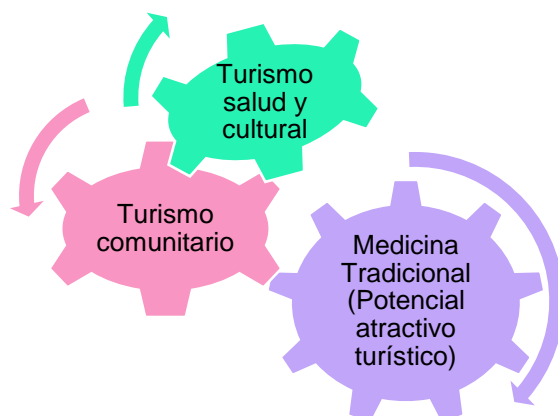 Turismo
salud y
cultural
Turismo
comunitario
Medicina
Tradicional
(Potencial
atractivo
turístico)